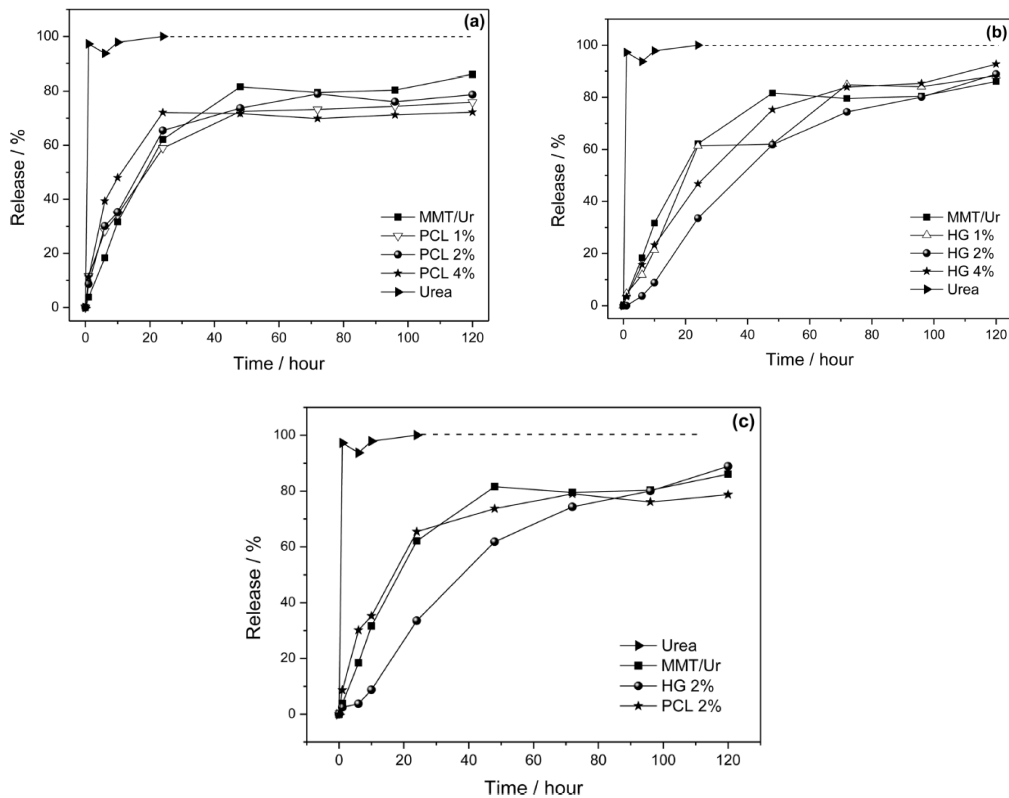 (a)
100
80
60
40
20
0
Release / %
MMT/Ur
PCL 1%
PCL 2%
PCL 4%
Urea
0 20 40 60 80 100 120
Time / hour
(b)
100
80
60
40
20
0
Release / %
MMT/Ur
HG 1%
HG 2%
HG 4%
Urea
0 20 40 60 80 100 120
Time / hour
(c)
100
80
60
40
20
0
Release / %
Urea
MMT/Ur
HG 2%
PCL 2%
0 20 40 60 80 100 120
Time / hour